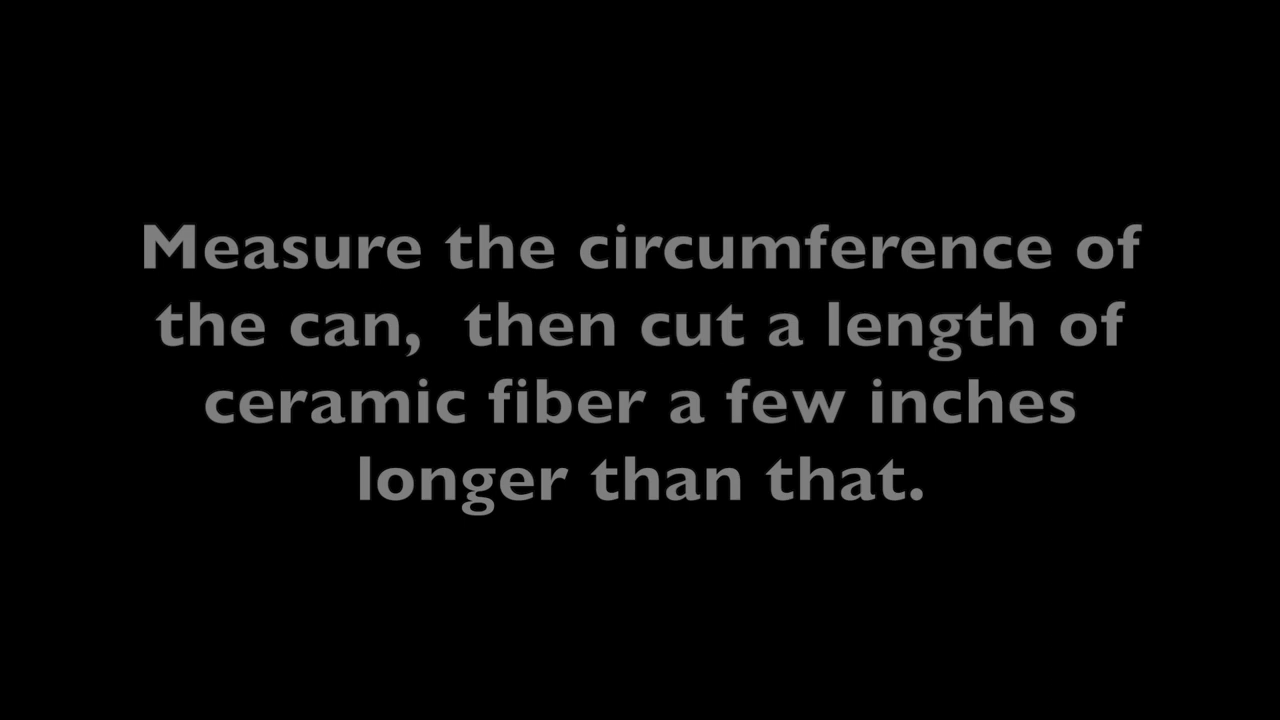 Measure the circumference of
the can,  then cut a length of
ceramic fiber a few inches
longer than that.